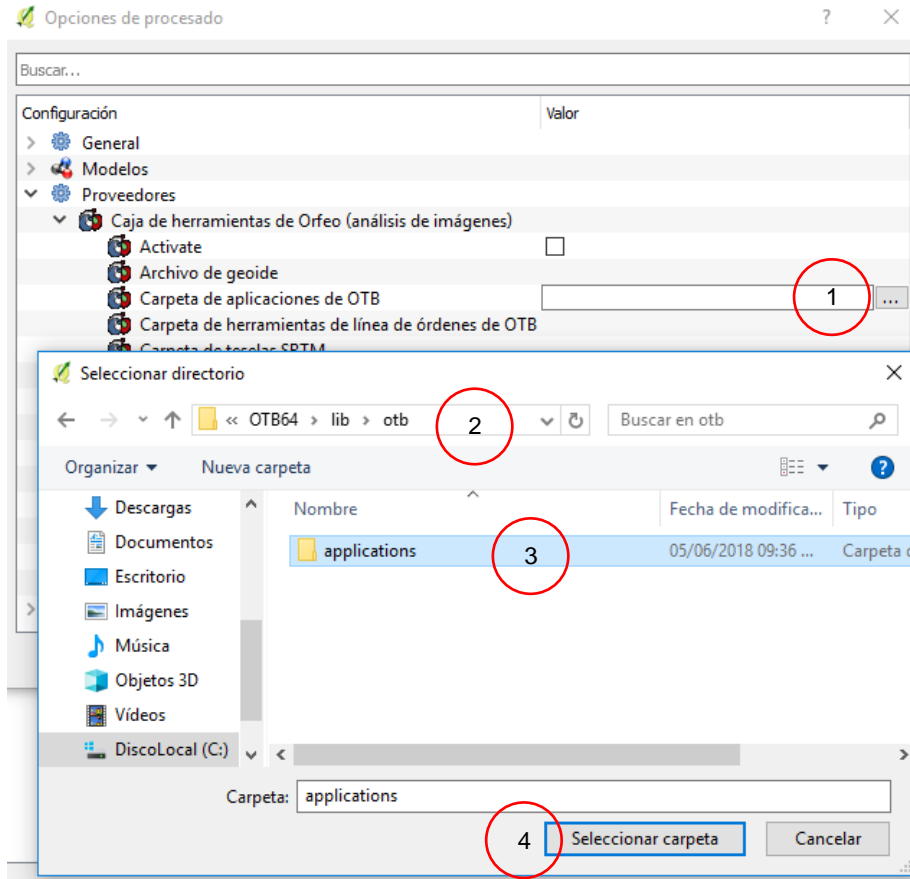 Opciones de procesado ?
Buscar...
Configuración Valor
General
Modelos
Proveedores
Caja de herramientas de Orfeo (análisis de imágenes)
Activate
Archivo de geoide
Carpeta de aplicaciones de OTB 1 ...
Carpeta de herramientas de línea de órdenes de OTB
Carpeta de teselas SRTM
Seleccionar directorio
« OTB64 > lib > otb 2 Buscar en otb
Organizar Nueva carpeta ?
Descargas Nombre Fecha de modifica... Tipo
Documentos applications 3 05/06/2018 09:36 ... Carpeta
Escritorio
Imágenes
Música
Objetos 3D
Vídeos
DiscoLocal (C:)
Carpeta: applications
4 Seleccionar carpeta Cancelar